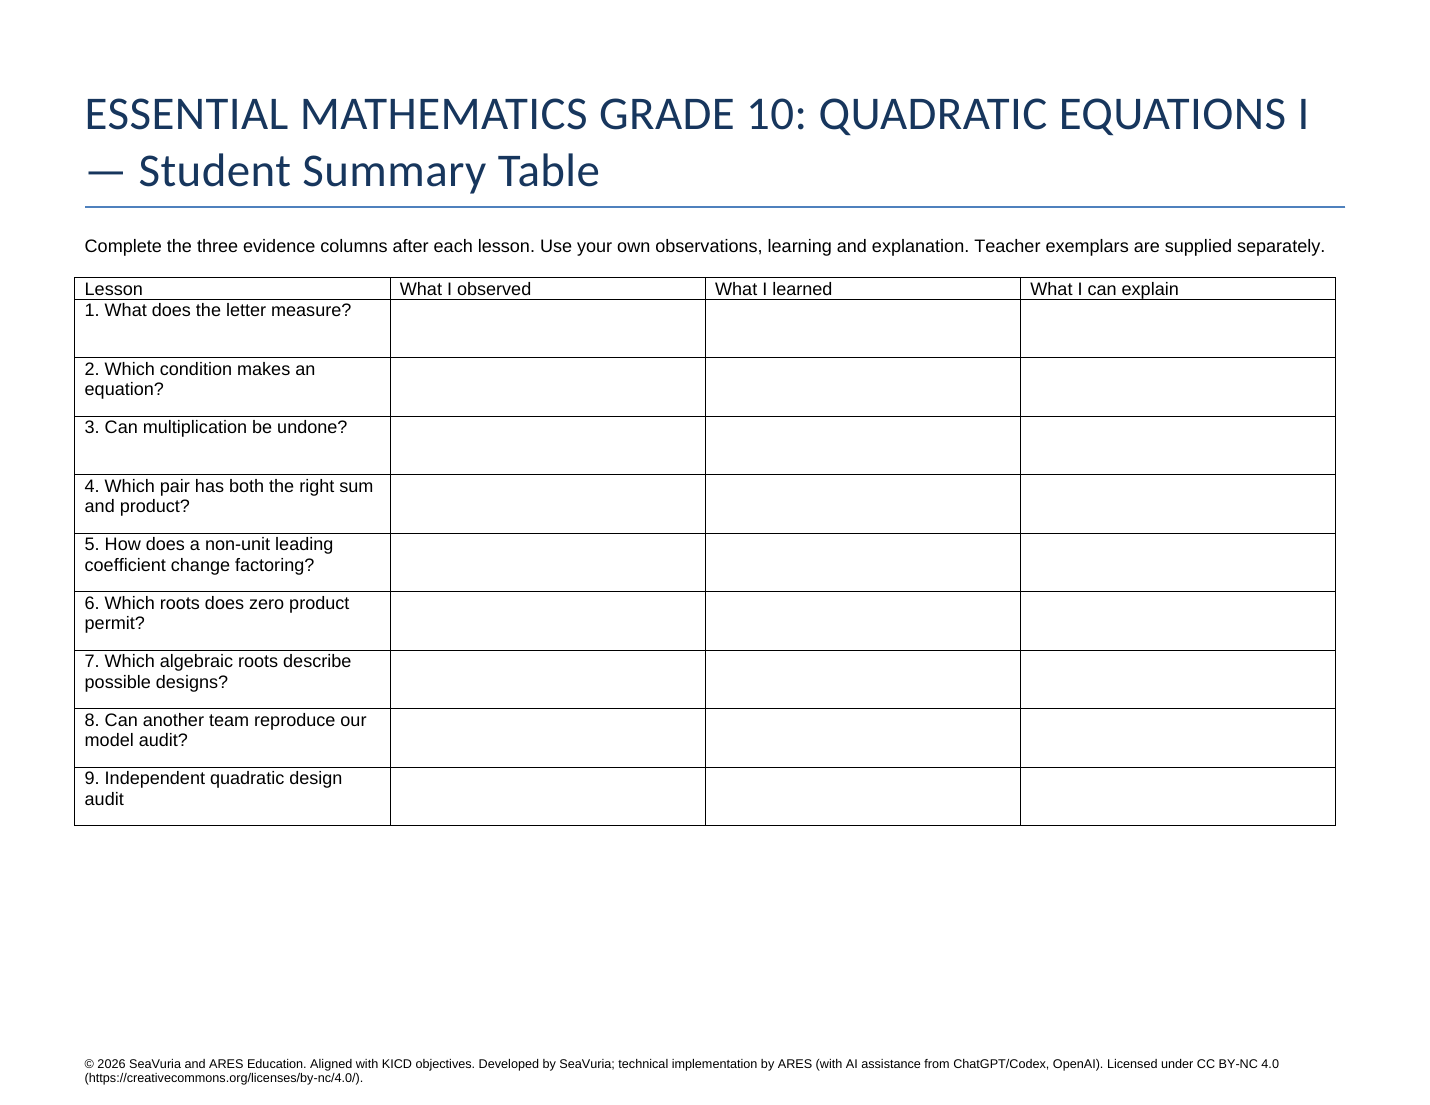 ESSENTIAL MATHEMATICS GRADE 10: QUADRATIC EQUATIONS I
— Student Summary Table
Complete the three evidence columns after each lesson. Use your own observations, learning and explanation. Teacher exemplars are supplied separately.
Lesson What I observed What I learned What I can explain
1. What does the letter measure?
2. Which condition makes an
equation?
3. Can multiplication be undone?
4. Which pair has both the right sum
and product?
5. How does a non-unit leading
coefficient change factoring?
6. Which roots does zero product
permit?
7. Which algebraic roots describe
possible designs?
8. Can another team reproduce our
model audit?
9. Independent quadratic design
audit
© 2026 SeaVuria and ARES Education. Aligned with KICD objectives. Developed by SeaVuria; technical implementation by ARES (with AI assistance from ChatGPT/Codex, OpenAI). Licensed under CC BY-NC 4.0
(https://creativecommons.org/licenses/by-nc/4.0/).